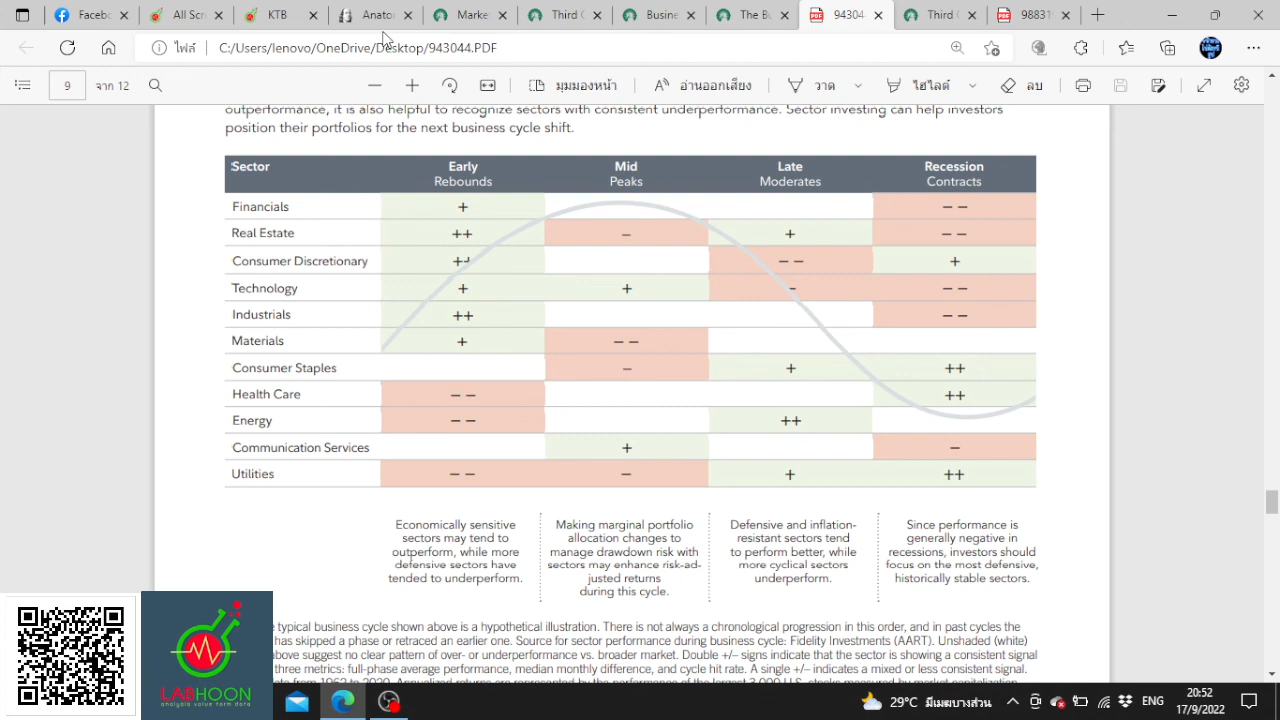 Facebo
All Scr
KTB
Anator
Marke
Third C
Busine
The B
94304
Third C
98831
ไฟล์ C:/Users/lenovo/OneDrive/Desktop/943044.PDF
9 จาก 12
มุมมองหน้า อ่านออกเสียง วาด ไฮไลต์ ลบ
outperformance, it is also helpful to recognize sectors with consistent underperformance. Sector investing can help investors
position their portfolios for the next business cycle shift.
Sector Early Mid Late Recession
Rebounds Peaks Moderates Contracts
Financials + – –
Real Estate ++ – + – –
Consumer Discretionary ++ – – +
Technology + + – – –
Industrials ++ – –
Materials + – –
Consumer Staples – + ++
Health Care – – ++
Energy – – ++
Communication Services + –
Utilities – – – + ++
Economically sensitive
sectors may tend to
outperform, while more
defensive sectors have
tended to underperform.
Making marginal portfolio
allocation changes to
manage drawdown risk with
sectors may enhance risk-ad-
justed returns
during this cycle.
Defensive and inflation-
resistant sectors tend
to perform better, while
more cyclical sectors
underperform.
Since performance is
generally negative in
recessions, investors should
focus on the most defensive,
historically stable sectors.
typical business cycle shown above is a hypothetical illustration. There is not always a chronological progression in this order, and in past cycles the
has skipped a phase or retraced an earlier one. Source for sector performance during business cycle: Fidelity Investments (AART). Unshaded (white)
above suggest no clear pattern of over- or underperformance vs. broader market. Double +/– signs indicate that the sector is showing a consistent signal
three metrics: full-phase average performance, median monthly difference, and cycle hit rate. A single +/– indicates a mixed or less consistent signal.
LABHOON
analysis value form data
29°C มีเมฆบางส่วน
ENG
20:52
17/9/2022